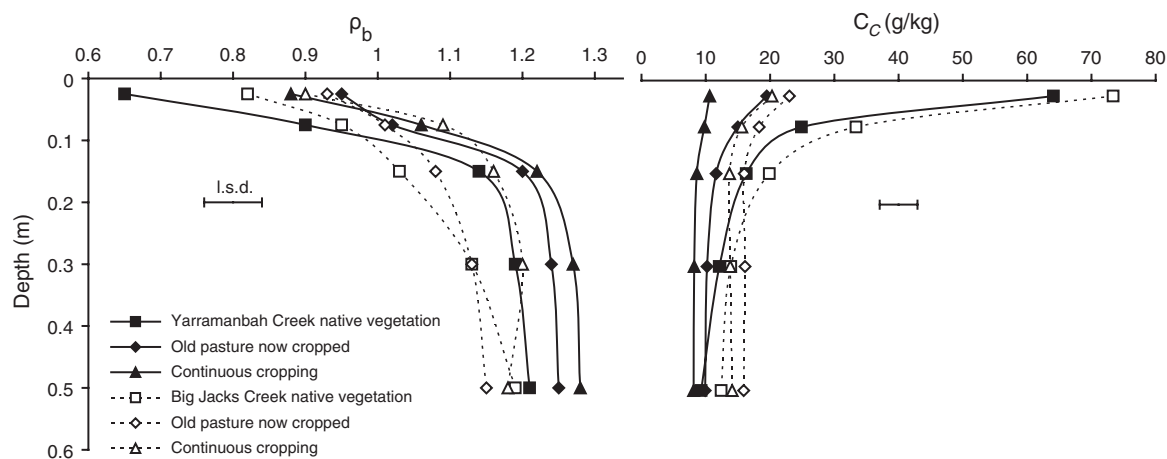 ρb
0.6 0.7 0.8 0.9 1 1.1 1.2 1.3
CC (g/kg)
0 10 20 30 40 50 60 70 80
Depth (m)
0
0.1
0.2
0.3
0.4
0.5
0.6
l.s.d.
Yarramanbah Creek native vegetation
Old pasture now cropped
Continuous cropping
Big Jacks Creek native vegetation
Old pasture now cropped
Continuous cropping